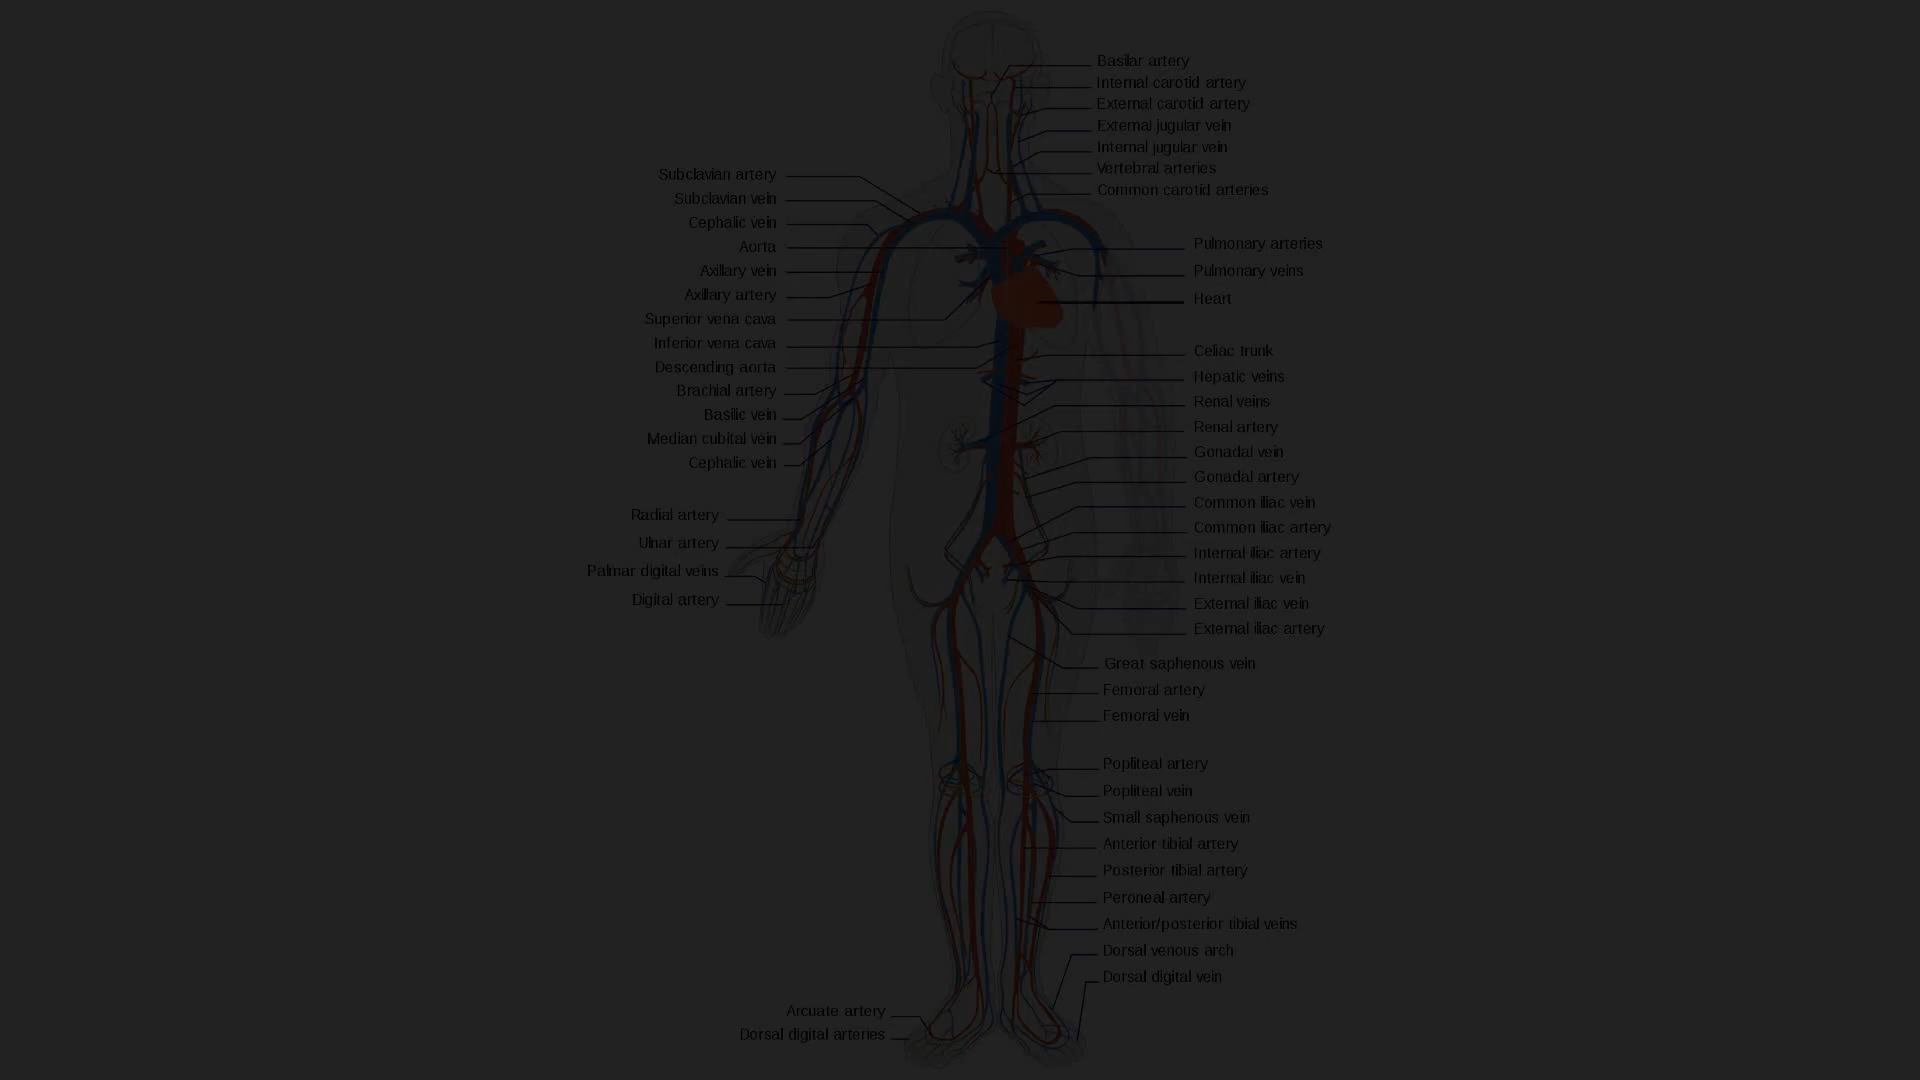 Basilar artery
Internal carotid artery
External carotid artery
External jugular vein
Internal jugular vein
Vertebral arteries
Common carotid arteries
Subclavian artery
Subclavian vein
Cephalic vein
Aorta
Axillary vein
Axillary artery
Superior vena cava
Inferior vena cava
Descending aorta
Brachial artery
Basilic vein
Median cubital vein
Cephalic vein
Radial artery
Ulnar artery
Palmar digital veins
Digital artery
Pulmonary arteries
Pulmonary veins
Heart
Celiac trunk
Hepatic veins
Renal veins
Renal artery
Gonadal vein
Gonadal artery
Common iliac vein
Common iliac artery
Internal iliac artery
Internal iliac vein
External iliac vein
External iliac artery
Great saphenous vein
Femoral artery
Femoral vein
Popliteal artery
Popliteal vein
Small saphenous vein
Anterior tibial artery
Posterior tibial artery
Peroneal artery
Anterior/posterior tibial veins
Dorsal venous arch
Dorsal digital vein
Arcuate artery
Dorsal digital arteries